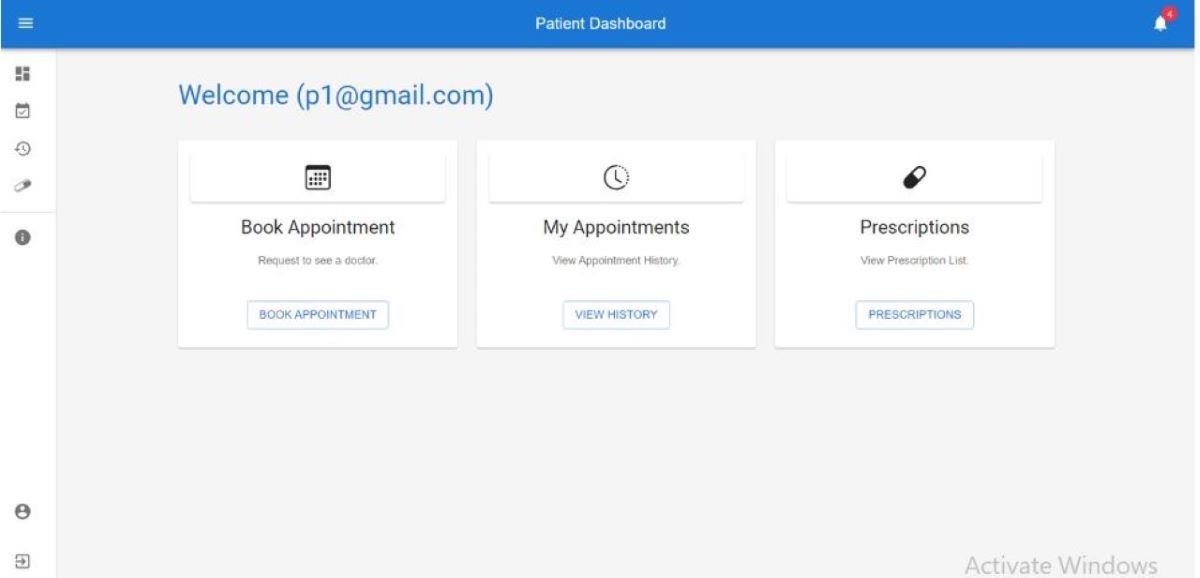 Patient Dashboard
4
Welcome (p1@gmail.com)
Book Appointment
Request to see a doctor.
BOOK APPOINTMENT
My Appointments
View Appointment History.
VIEW HISTORY
Prescriptions
View Prescription List.
PRESCRIPTIONS
Activate Windows